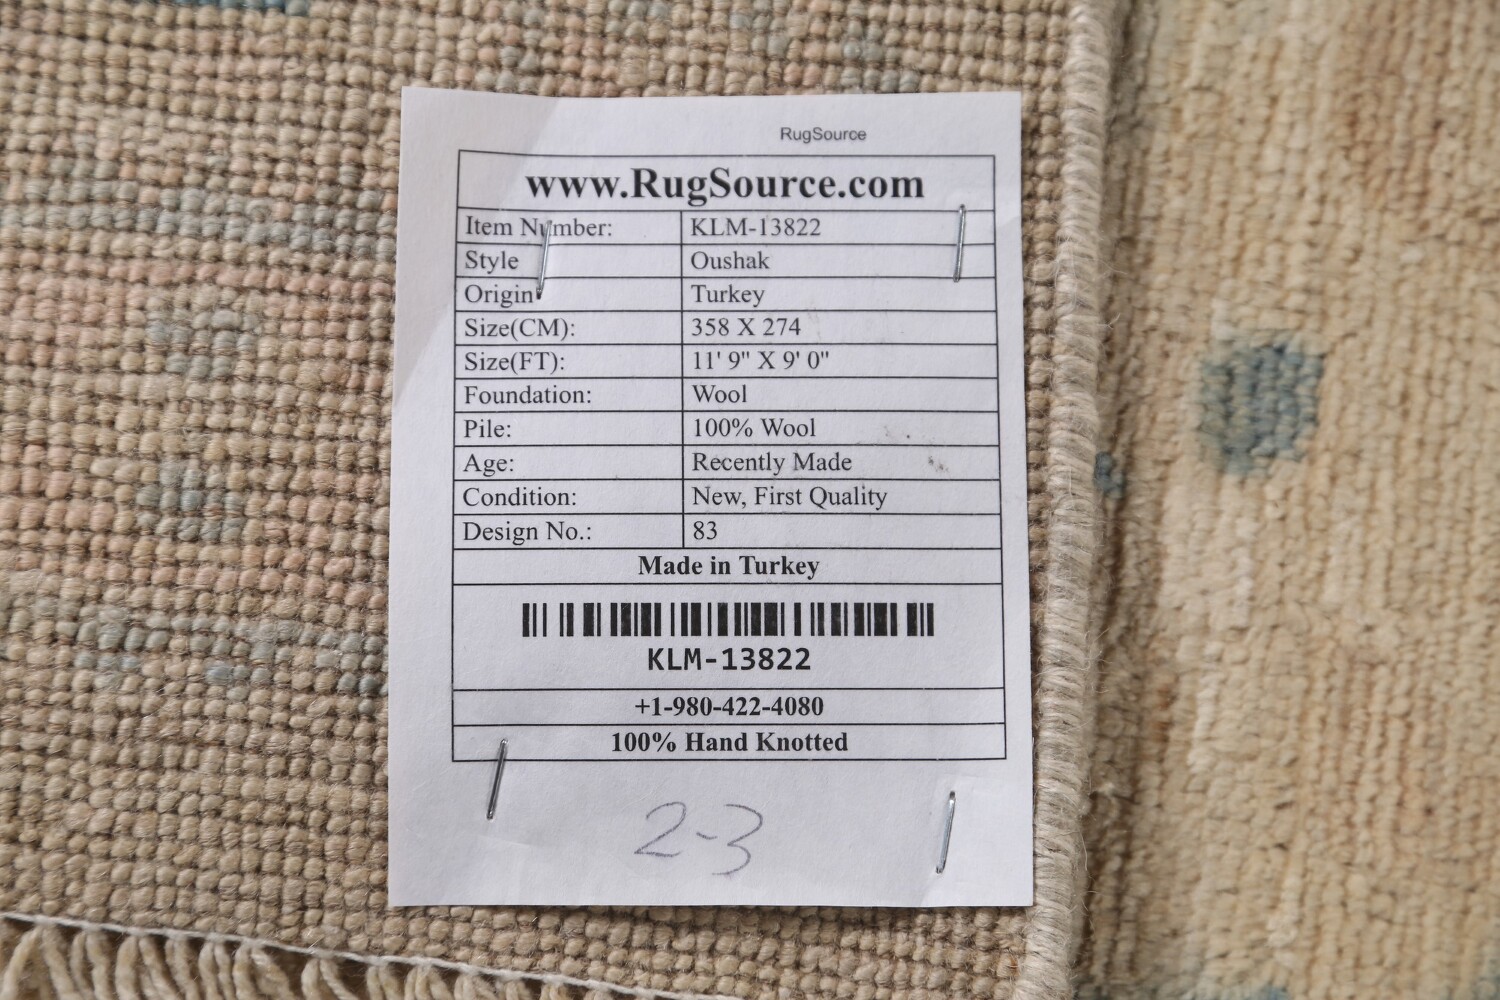 RugSource
www.RugSource.com
Item Number: KLM-13822
Style Oushak
Origin Turkey
Size(CM): 358 X 274
Size(FT): 11' 9" X 9' 0"
Foundation: Wool
Pile: 100% Wool
Age: Recently Made
Condition: New, First Quality
Design No.: 83
Made in Turkey
KLM-13822
+1-980-422-4080
100% Hand Knotted
2-3